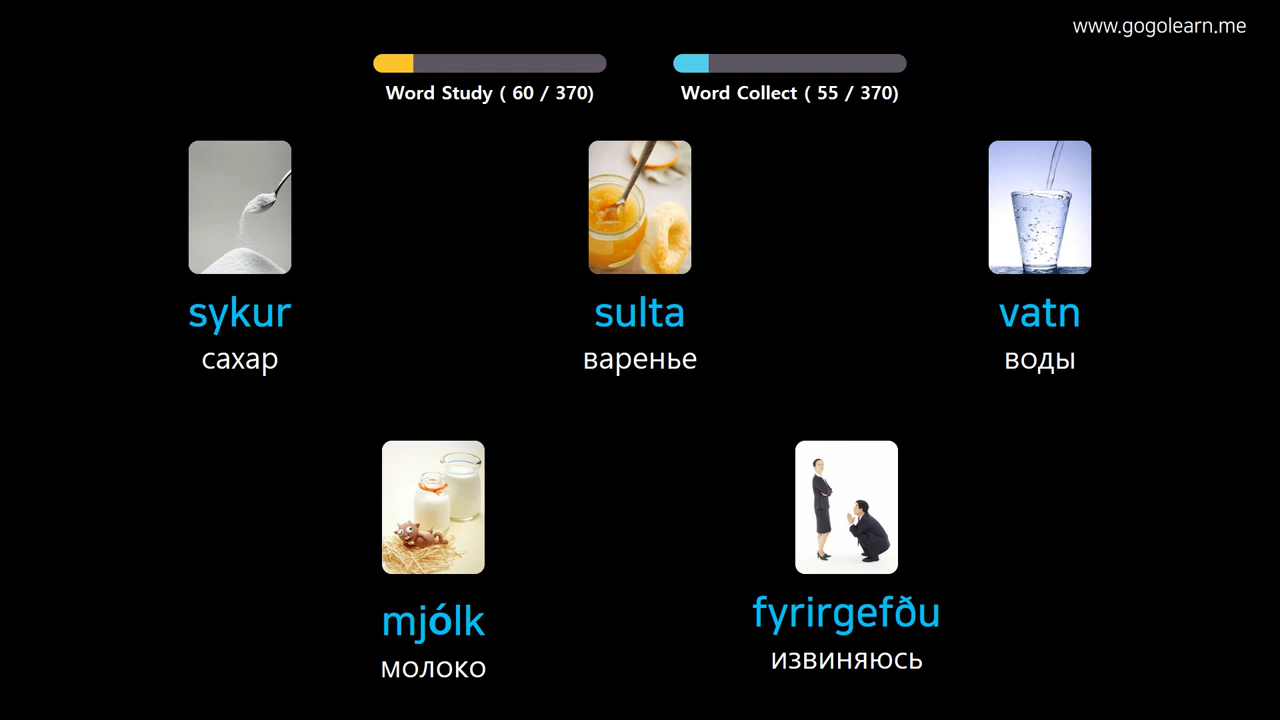 www.gogolearn.me
Word Study ( 60 / 370)
Word Collect ( 55 / 370)
sykur
сахар
sulta
варенье
vatn
воды
mjólk
молоко
fyrirgefðu
извиняюсь